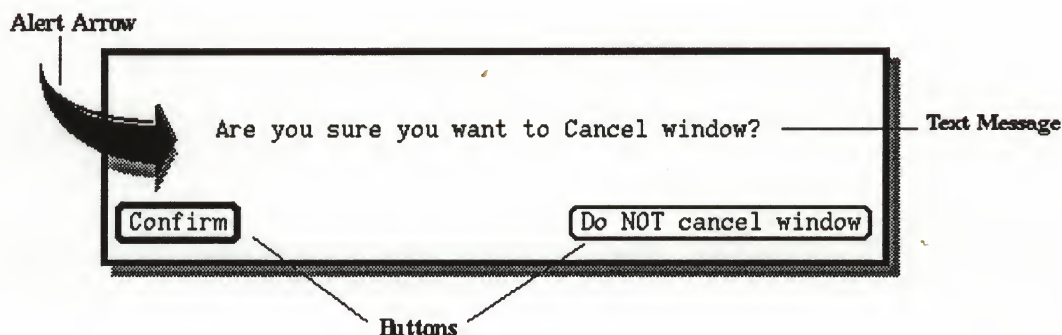 Alert Arrow
Are you sure you want to Cancel window?
Text Message
Confirm
Do NOT cancel window
Buttons